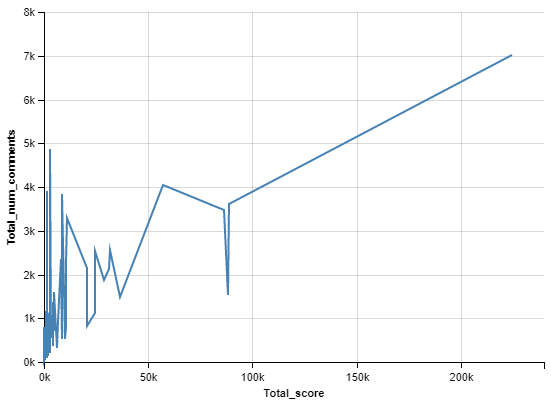 8k
7k
6k
5k
4k
3k
2k
1k
0k
Total_num_comments
0k 50k 100k 150k 200k
Total_score